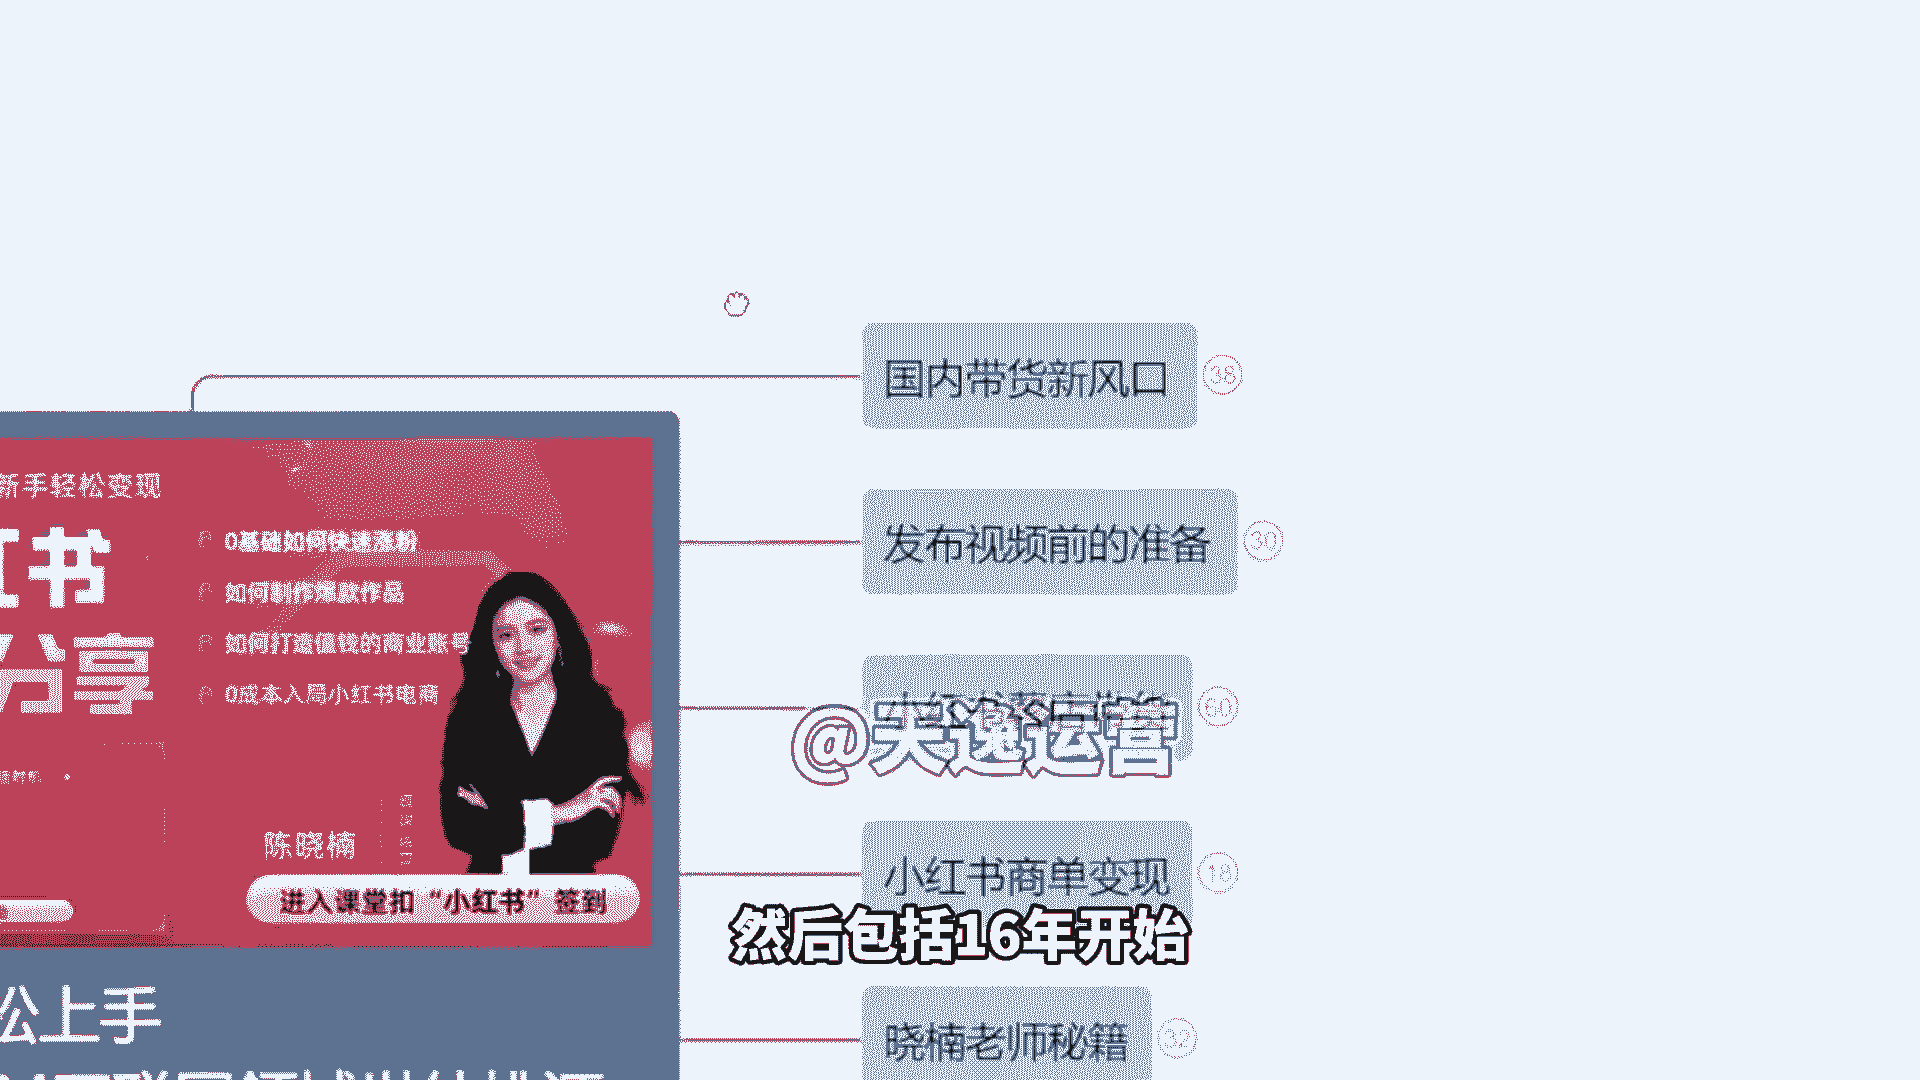 国内带货新风口 38
新手轻松变现
红书
分享
0基础如何快速涨粉
如何制作爆款作品
如何打造值钱的商业账号
0成本入局小红书电商
陈晓楠
进入课堂扣“小红书”签到
松上手
发布视频前的准备 30
60
@天逸运营
小红书商单变现 18
然后包括16年开始
晓楠老师秘籍 32